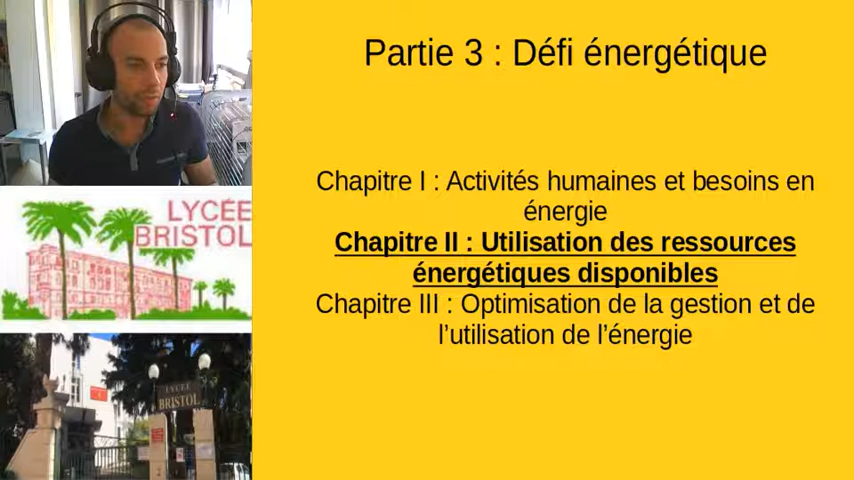 Partie 3 : Défi énergétique
Chapitre I : Activités humaines et besoins en
énergie
Chapitre II : Utilisation des ressources
énergétiques disponibles
Chapitre III : Optimisation de la gestion et de
l’utilisation de l’énergie
LYCÉE
BRISTOL
LYCEE
BRISTOL